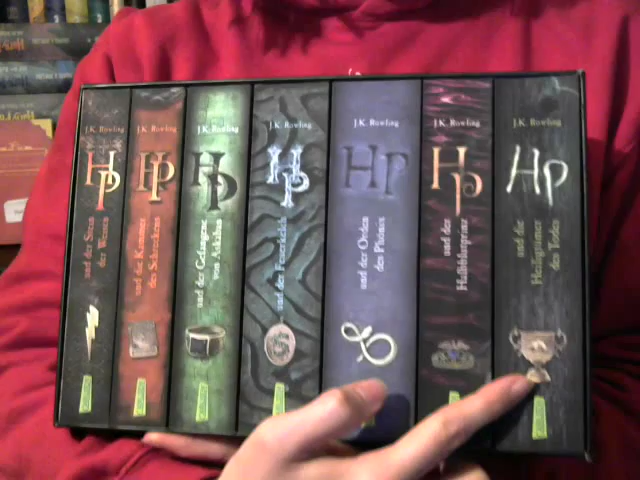 J.K. Rowling
HP
und der Stein
der Weisen
J.K. Rowling
HP
und die Kammer
des Schreckens
J.K. Rowling
HP
und der Gefangene
von Askaban
J.K. Rowling
HP
und der Feuerkelch
J.K. Rowling
HP
und der Orden
des Phönix
J.K. Rowling
HP
und der
Halbblutprinz
J.K. Rowling
HP
und die
Heiligtümer
des Todes